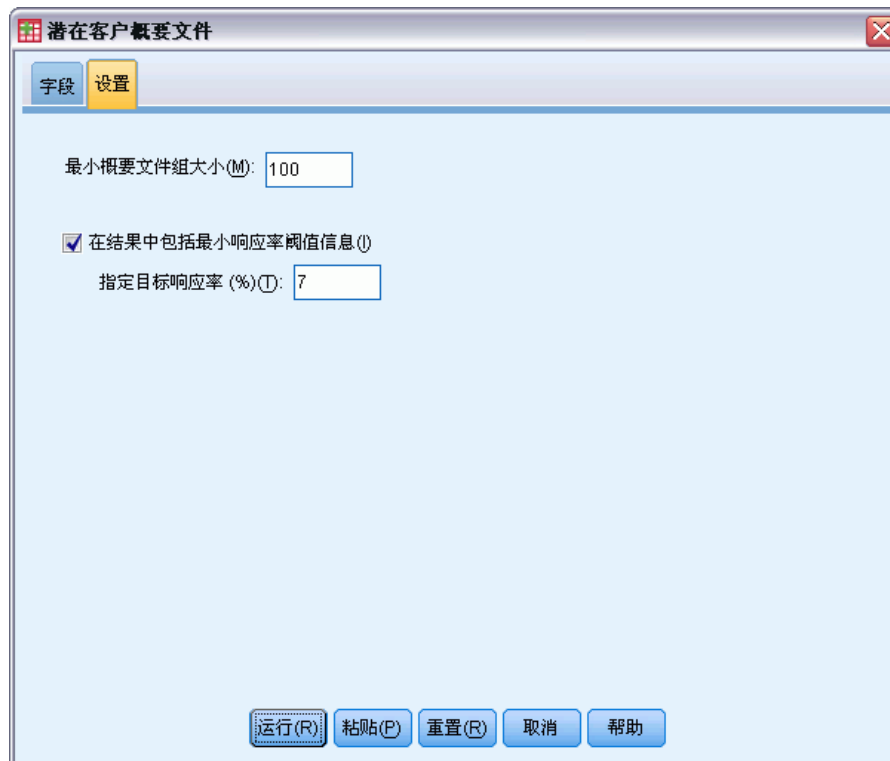 潜在客户概要文件
字段 设置
最小概要文件组大小(M): 100
在结果中包括最小响应率阈值信息(I)
指定目标响应率 (%)(T): 7
运行(R) 粘贴(P) 重置(R) 取消 帮助